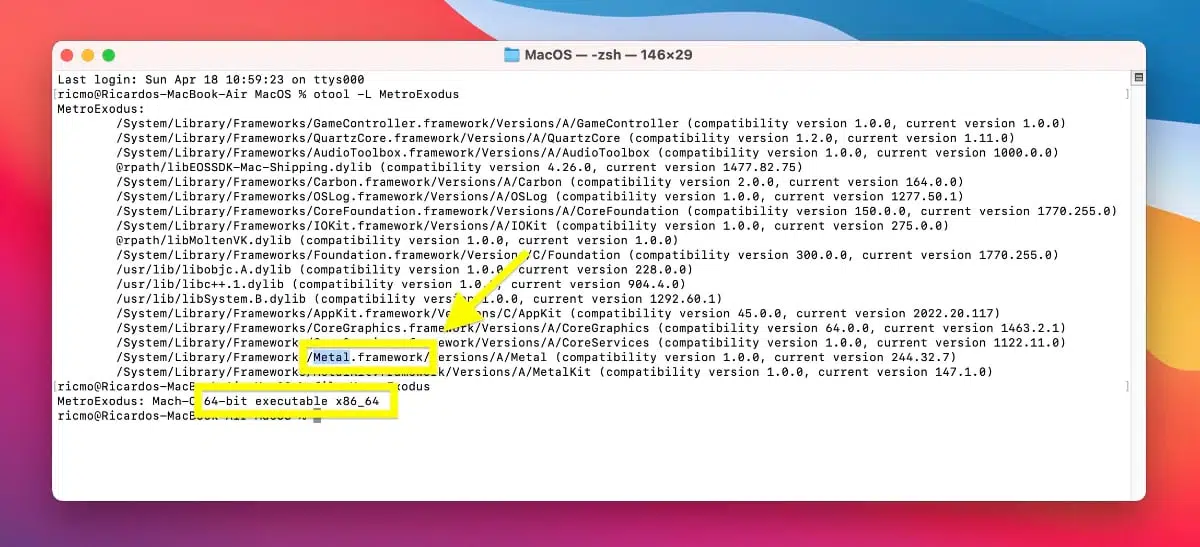 MacOS — -zsh — 146×29
Last login: Sun Apr 18 10:59:23 on ttys000
[ricmo@Ricardos-MacBook-Air MacOS % otool -L MetroExodus ]
MetroExodus:
/System/Library/Frameworks/GameController.framework/Versions/A/GameController (compatibility version 1.0.0, current version 1.0.0)
/System/Library/Frameworks/QuartzCore.framework/Versions/A/QuartzCore (compatibility version 1.2.0, current version 1.11.0)
/System/Library/Frameworks/AudioToolbox.framework/Versions/A/AudioToolbox (compatibility version 1.0.0, current version 1000.0.0)
@rpath/libEOSSDK-Mac-Shipping.dylib (compatibility version 4.26.0, current version 1477.82.75)
/System/Library/Frameworks/Carbon.framework/Versions/A/Carbon (compatibility version 2.0.0, current version 164.0.0)
/System/Library/Frameworks/OSLog.framework/Versions/A/OSLog (compatibility version 1.0.0, current version 1277.50.1)
/System/Library/Frameworks/CoreFoundation.framework/Versions/A/CoreFoundation (compatibility version 150.0.0, current version 1770.255.0)
/System/Library/Frameworks/IOKit.framework/Versions/A/IOKit (compatibility version 1.0.0, current version 275.0.0)
@rpath/libMoltenVK.dylib (compatibility version 1.0.0, current version 1.0.0)
/System/Library/Frameworks/Foundation.framework/Versions/C/Foundation (compatibility version 300.0.0, current version 1770.255.0)
/usr/lib/libobjc.A.dylib (compatibility version 1.0.0, current version 228.0.0)
/usr/lib/libc++.1.dylib (compatibility version 1.0.0, current version 904.4.0)
/usr/lib/libSystem.B.dylib (compatibility version 1.0.0, current version 1292.60.1)
/System/Library/Frameworks/AppKit.framework/Versions/C/AppKit (compatibility version 45.0.0, current version 2022.20.117)
/System/Library/Frameworks/CoreGraphics.framework/Versions/A/CoreGraphics (compatibility version 64.0.0, current version 1463.2.1)
/System/Library/Frameworks/ ersions/A/CoreServices (compatibility version 1.0.0, current version 1122.11.0)
/System/Library/Frameworks/Metal.framework/Versions/A/Metal (compatibility version 1.0.0, current version 244.32.7)
/System/Library/Frameworks/ ework/Versions/A/MetalKit (compatibility version 1.0.0, current version 147.1.0)
[ricmo@Ricardos-MacBook-Air MacOS % file MetroExodus ]
MetroExodus: Mach-O 64-bit executable x86_64
ricmo@Ricardos-MacBook-Air MacOS %